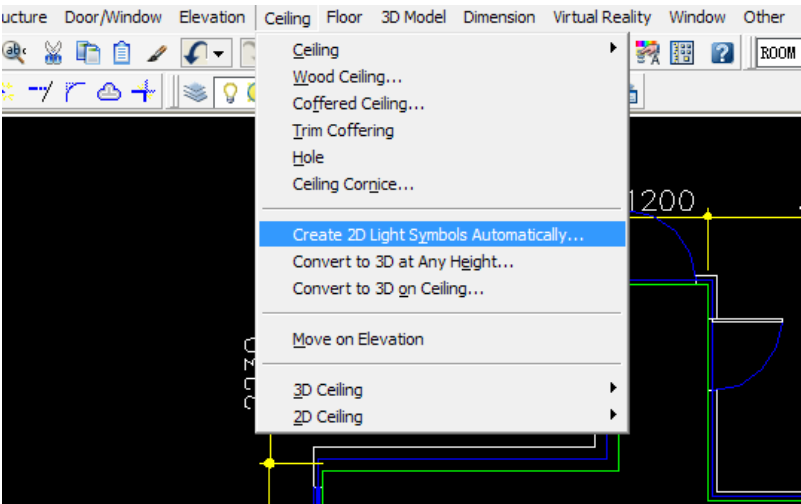 ucture Door/Window Elevation Ceiling Floor 3D Model Dimension Virtual Reality Window Other
ROOM
Ceiling
Wood Ceiling...
Coffered Ceiling...
Trim Coffering
Hole
Ceiling Cornice...
1200
Create 2D Light Symbols Automatically...
Convert to 3D at Any Height...
Convert to 3D on Ceiling...
Move on Elevation
3D Ceiling
2D Ceiling